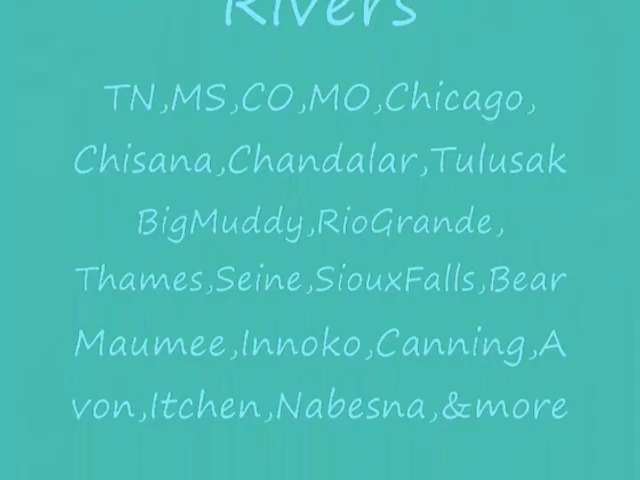 Rivers
TN,MS,CO,MO,Chicago,
Chisana,Chandalar,Tulusak
BigMuddy,RioGrande,
Thames,Seine,SiouxFalls,Bear
Maumee,Innoko,Canning,A
von,Itchen,Nabesna,&more